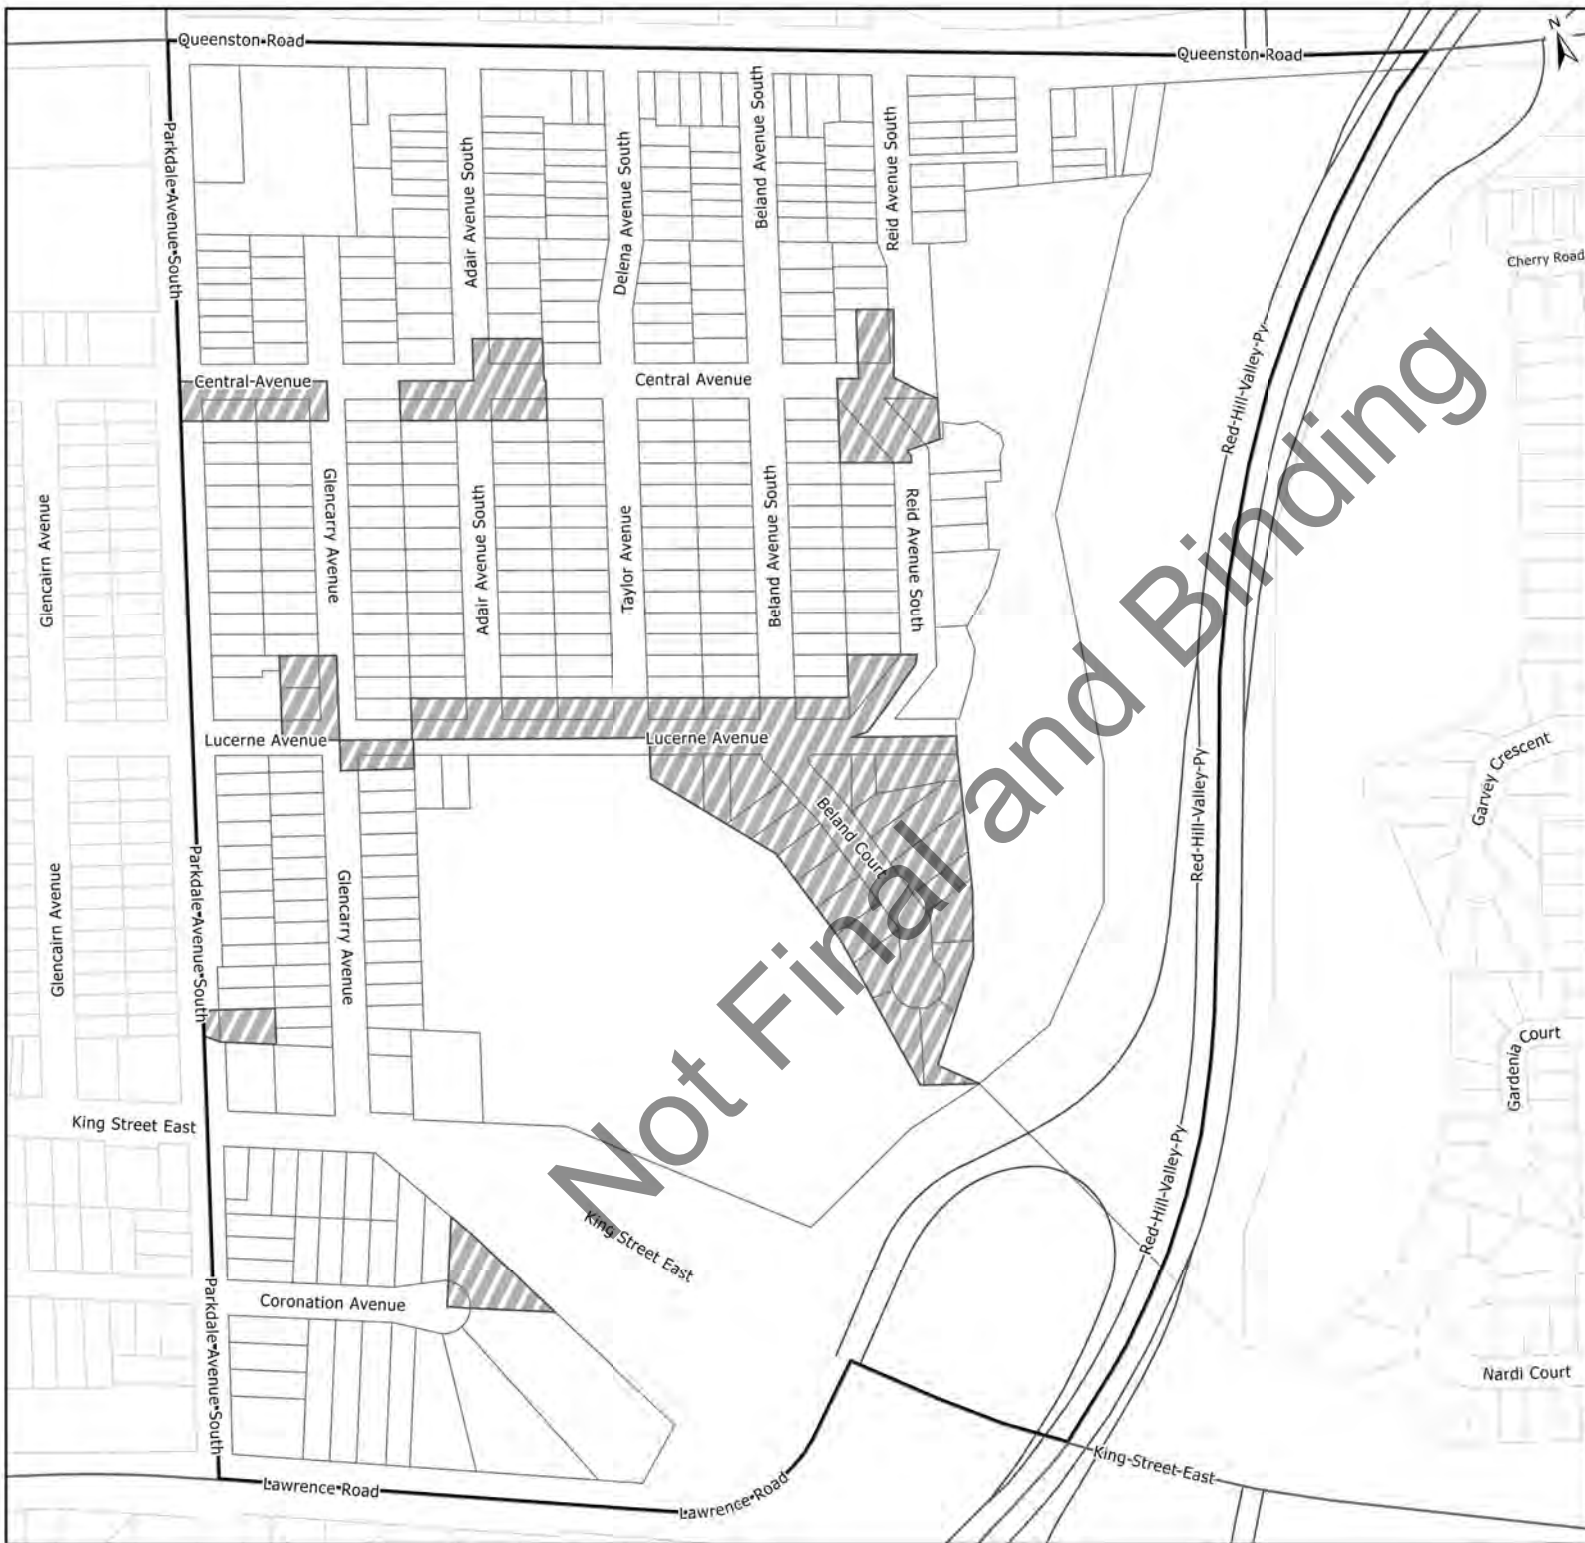 Queenston Road
Queenston Road
N
Parkdale Avenue South
Adair Avenue South
Delena Avenue South
Beland Avenue South
Reid Avenue South
Cherry Road
Red-Hill-Valley-Py
Central Avenue
Central Avenue
Glencairn Avenue
Glencarry Avenue
Adair Avenue South
Taylor Avenue
Beland Avenue South
Reid Avenue South
Lucerne Avenue
Lucerne Avenue
Garvey Crescent
Red-Hill-Valley-Py
Beland Court
Glencairn Avenue
Parkdale Avenue South
Glencarry Avenue
Gardenia Court
King Street East
Red-Hill-Valley-Py
King Street East
Coronation Avenue
Parkdale Avenue South
Nardi Court
King-Street-East
Lawrence Road
Lawrence Road
Not Final and Binding